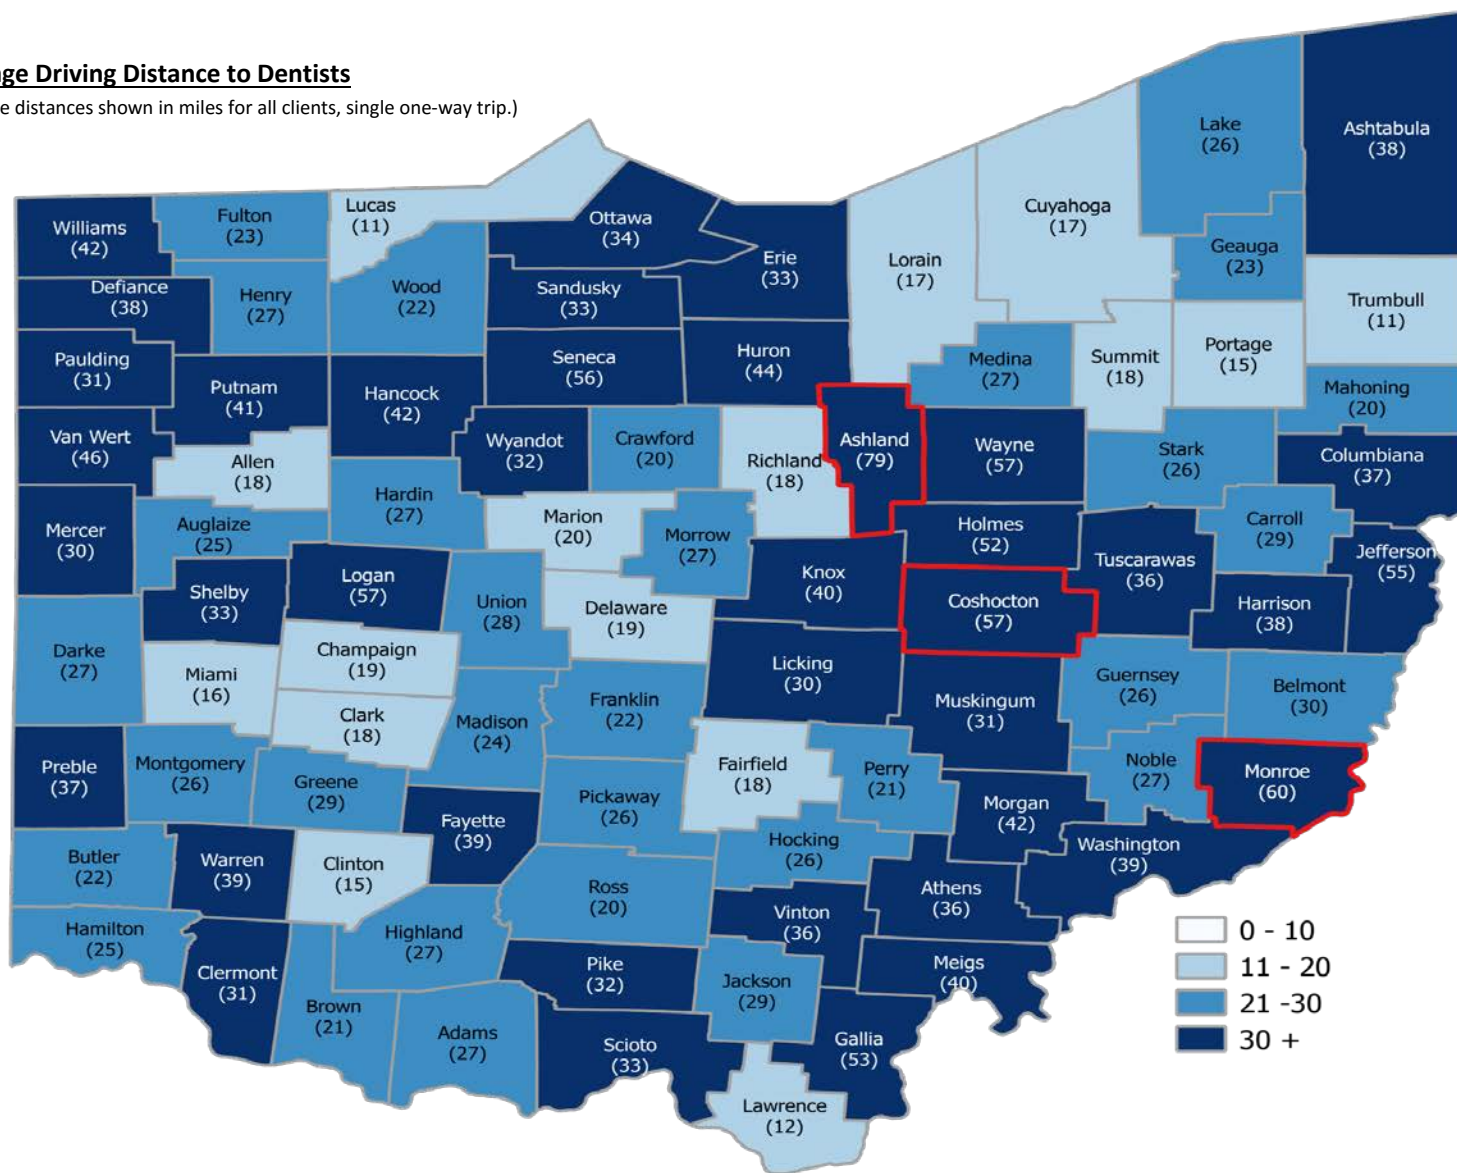 ge Driving Distance to Dentists
e distances shown in miles for all clients, single one-way trip.)
Lake
(26)
Ashtabula
(38)
Williams
(42)
Fulton
(23)
Lucas
(11)
Ottawa
(34)
Cuyahoga
(17)
Geauga
(23)
Erie
(33)
Lorain
(17)
Defiance
(38)
Henry
(27)
Wood
(22)
Sandusky
(33)
Trumbull
(11)
Paulding
(31)
Putnam
(41)
Hancock
(42)
Seneca
(56)
Huron
(44)
Medina
(27)
Summit
(18)
Portage
(15)
Mahoning
(20)
Van Wert
(46)
Allen
(18)
Wyandot
(32)
Crawford
(20)
Richland
(18)
Ashland
(79)
Wayne
(57)
Stark
(26)
Columbiana
(37)
Mercer
(30)
Auglaize
(25)
Hardin
(27)
Marion
(20)
Morrow
(27)
Holmes
(52)
Carroll
(29)
Tuscarawas
(36)
Jefferson
(55)
Shelby
(33)
Logan
(57)
Union
(28)
Delaware
(19)
Knox
(40)
Coshocton
(57)
Harrison
(38)
Darke
(27)
Miami
(16)
Champaign
(19)
Licking
(30)
Guernsey
(26)
Belmont
(30)
Clark
(18)
Madison
(24)
Franklin
(22)
Muskingum
(31)
Preble
(37)
Montgomery
(26)
Greene
(29)
Fairfield
(18)
Perry
(21)
Noble
(27)
Monroe
(60)
Pickaway
(26)
Fayette
(39)
Morgan
(42)
Butler
(22)
Warren
(39)
Clinton
(15)
Hocking
(26)
Washington
(39)
Ross
(20)
Athens
(36)
Hamilton
(25)
Highland
(27)
Vinton
(36)
Clermont
(31)
Pike
(32)
Jackson
(29)
Meigs
(40)
Brown
(21)
Adams
(27)
Scioto
(33)
Gallia
(53)
Lawrence
(12)
0 - 10
11 - 20
21 -30
30 +